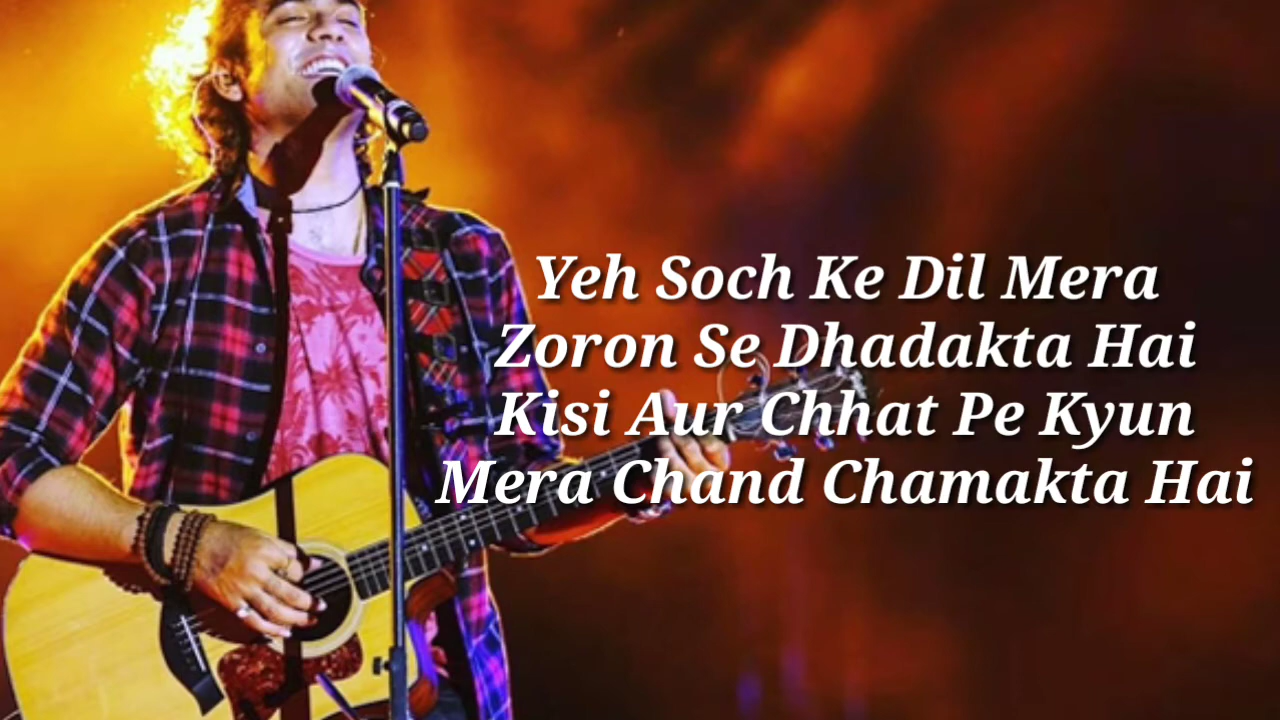 Yeh Soch Ke Dil Mera
Zoron Se Dhadakta Hai
Kisi Aur Chhat Pe Kyun
Mera Chand Chamakta Hai